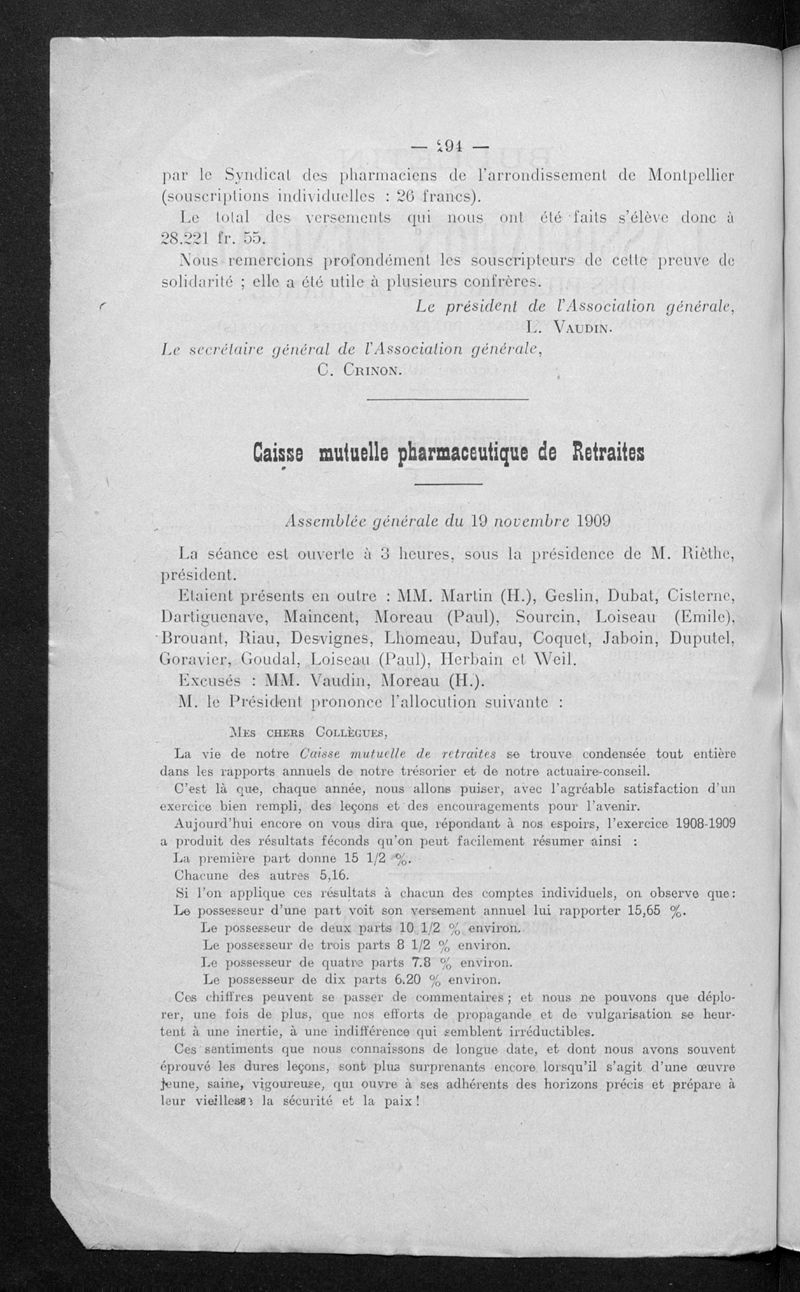 — 294 —
par le Syndicat des pharmaciens de l'arrondissement de Montpellier
(souscriptions individuelles : 26 francs).
Le total des versements qui nous ont été faits s'élève donc à
28.221 fr. 55.
Nous remercions profondément les souscripteurs de cette preuve de
solidarité ; elle a été utile à plusieurs confrères.
Le président de l'Association générale,
L. VAUDIN.
Le secrétaire général de l'Association générale,
C. CRINON.
Caisse mutuelle pharmaceutique de Retraites
Assemblée générale du 19 novembre 1909
La séance est ouverte à 3 heures, sous la présidence de M. Rièthe,
président.
Etaient présents en outre : MM. Martin (H.), Geslin, Dubat, Cisterne,
Dartiguenave, Maincent, Moreau (Paul), Sourcin, Loiseau (Emile),
Brouant, Riau, Desvignes, Lhomeau, Dufau, Coquet, Jaboin, Duputel,
Goravier, Goudal, Loiseau (Paul), Herbain et Weil.
Excusés : MM. Vaudin, Moreau (H.).
M. le Président prononce l'allocution suivante :
MES CHERS COLLÈGUES,
La vie de notre Caisse mutuelle de retraites se trouve condensée tout entière
dans les rapports annuels de notre trésorier et de notre actuaire-conseil.
C'est là que, chaque année, nous allons puiser, avec l'agréable satisfaction d'un
exercice bien rempli, des leçons et des encouragements pour l'avenir.
Aujourd'hui encore on vous dira que, répondant à nos espoirs, l'exercice 1908-1909
a produit des résultats féconds qu'on peut facilement résumer ainsi :
La première part donne 15 1/2 %.
Chacune des autres 5,16.
Si l'on applique ces résultats à chacun des comptes individuels, on observe que :
Le possesseur d'une part voit son versement annuel lui rapporter 15,65 %.
Le possesseur de deux parts 10 1/2 % environ.
Le possesseur de trois parts 8 1/2 % environ.
Le possesseur de quatre parts 7.8 % environ.
Le possesseur de dix parts 6.20 % environ.
Ces chiffres peuvent se passer de commentaires ; et nous ne pouvons que déplo-
rer, une fois de plus, que nos efforts de propagande et de vulgarisation se heur-
tent à une inertie, à une indifférence qui semblent irréductibles.
Ces sentiments que nous connaissons de longue date, et dont nous avons souvent
éprouvé les dures leçons, sont plus surprenants encore lorsqu'il s'agit d'une œuvre
jeune, saine, vigoureuse, qui ouvre à ses adhérents des horizons précis et prépare à
leur vieillesse la sécurité et la paix !